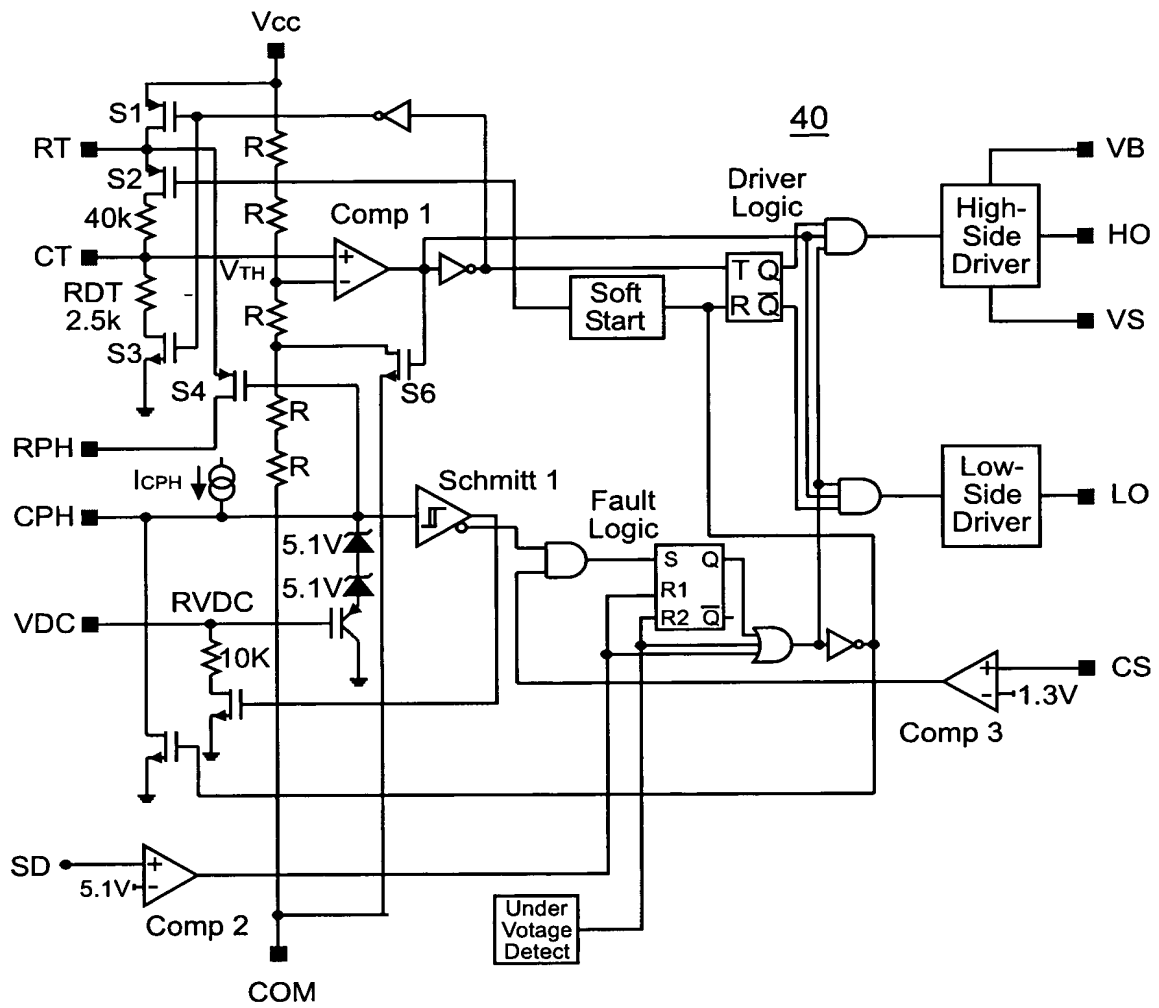 Vcc
40
S1
RT
R
VB
S2
Driver
Logic
High-
Side
Driver
40k
R
Comp 1
HO
CT
+
VTH
-
T Q
RDT
2.5k
Soft
Start
R Q
VS
R
S3
S4
S6
R
RPH
R
Low-
Side
Driver
ICPH
Schmitt 1
LO
CPH
Fault
Logic
5.1V
S Q
5.1V
R1
RVDC
R2 Q
VDC
10K
+
CS
-
1.3V
Comp 3
SD
+
5.1V
-
Comp 2
Under
Votage
Detect
COM